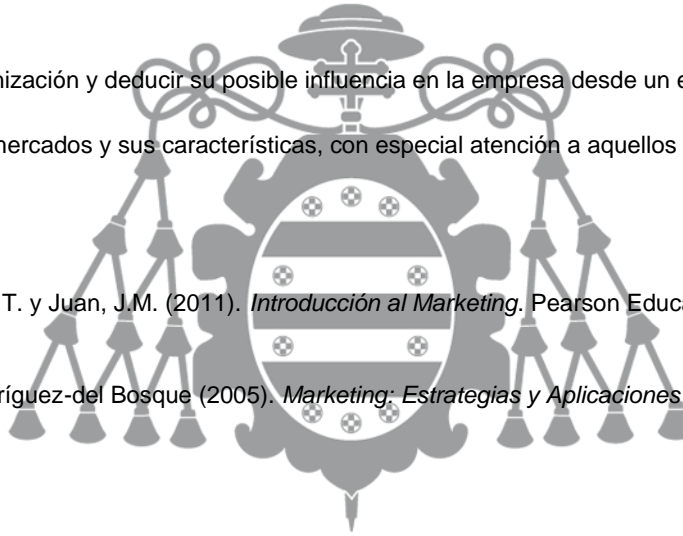 nización y deducir su posible influencia en la empresa desde un e
mercados y sus características, con especial atención a aquellos
T. y Juan, J.M. (2011). Introducción al Marketing. Pearson Educa
ríguez-del Bosque (2005). Marketing: Estrategias y Aplicaciones